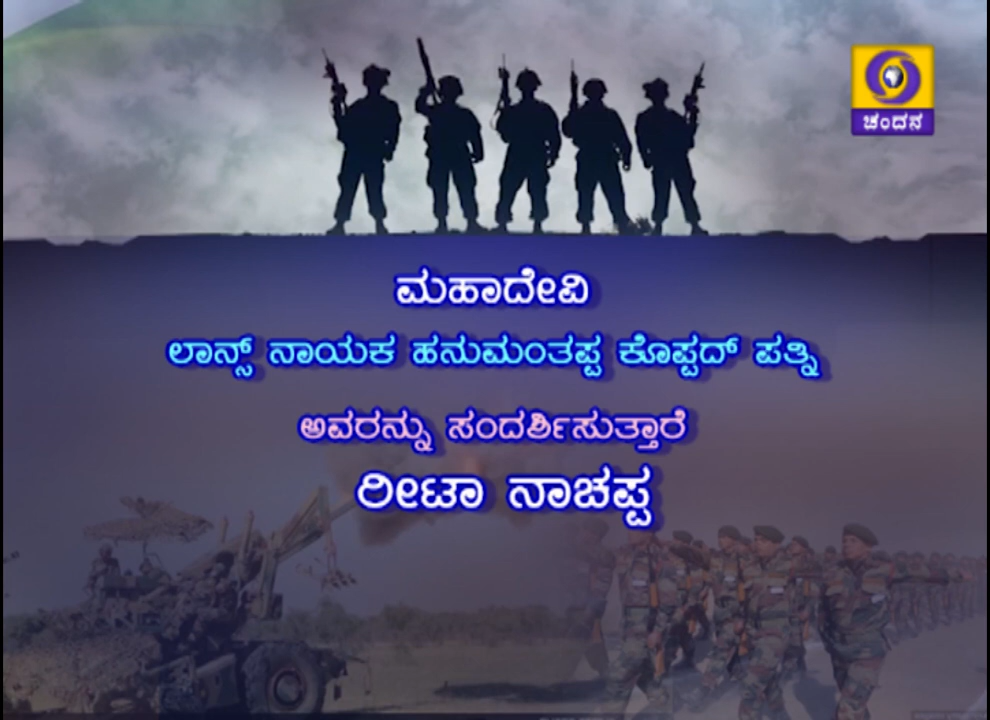 ಚಂದನ
ಮಹಾದೇವಿ
ಲಾನ್ಸ್ ನಾಯಕ ಹನುಮಂತಪ್ಪ ಕೊಪ್ಪದ್ ಪತ್ನಿ
ಅವರನ್ನು ಸಂದರ್ಶಿಸುತ್ತಾರೆ
ರೀಟಾ ನಾಚಪ್ಪ